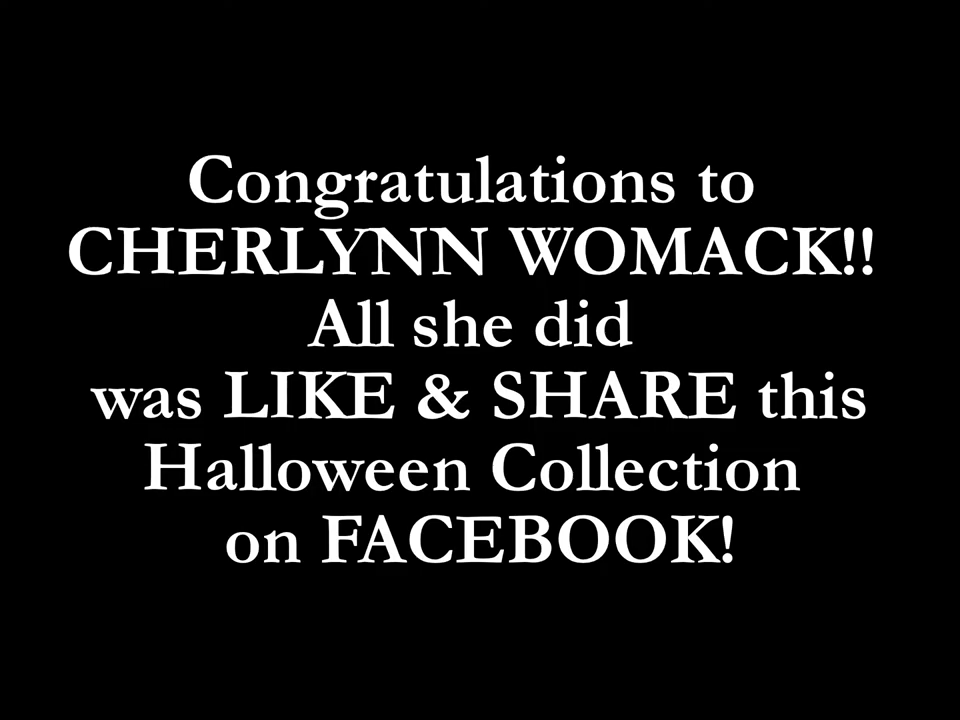 Congratulations to
CHERLYNN WOMACK!!
All she did
was LIKE & SHARE this
Halloween Collection
on FACEBOOK!